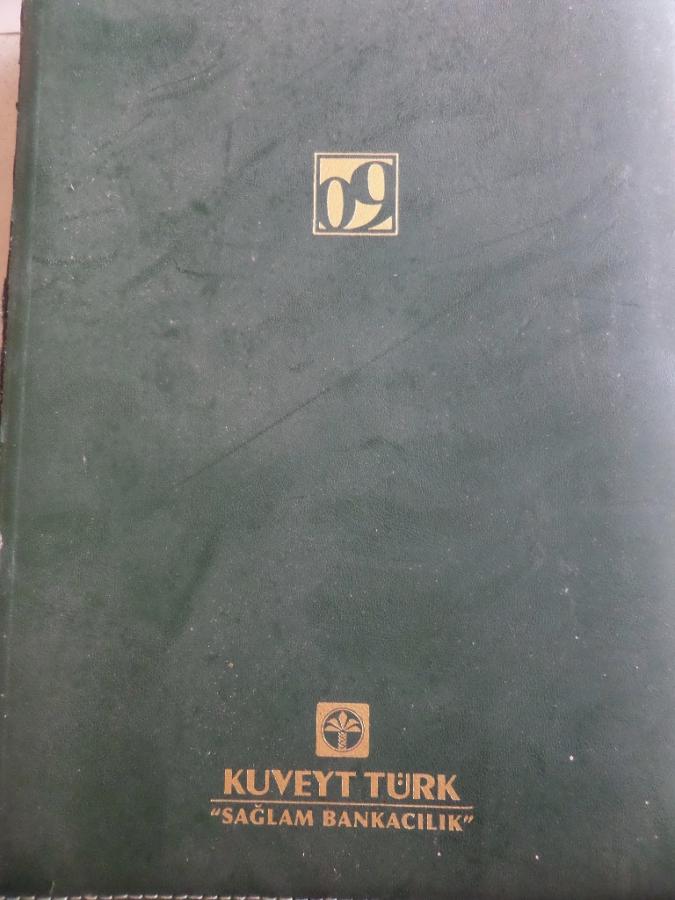 09
KUVEYT TÜRK
"SAĞLAM BANKACILIK"